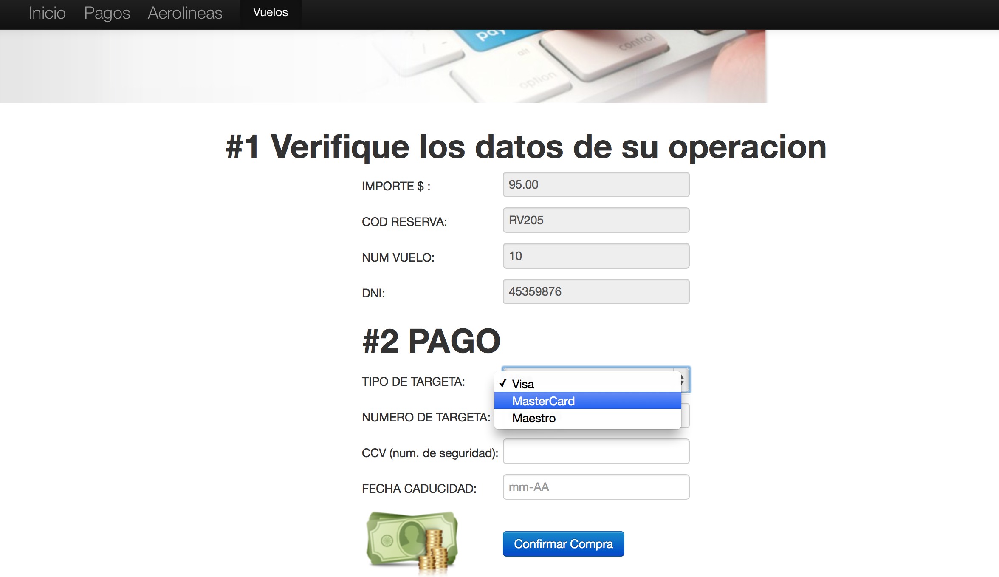 Inicio Pagos Aerolineas Vuelos
pay
alt control
option
#1 Verifique los datos de su operacion
IMPORTE $ : 95.00
COD RESERVA: RV205
NUM VUELO: 10
DNI: 45359876
#2 PAGO
TIPO DE TARGETA: ✓ Visa
MasterCard
NUMERO DE TARGETA: Maestro
CCV (num. de seguridad):
FECHA CADUCIDAD: mm-AA
Confirmar Compra